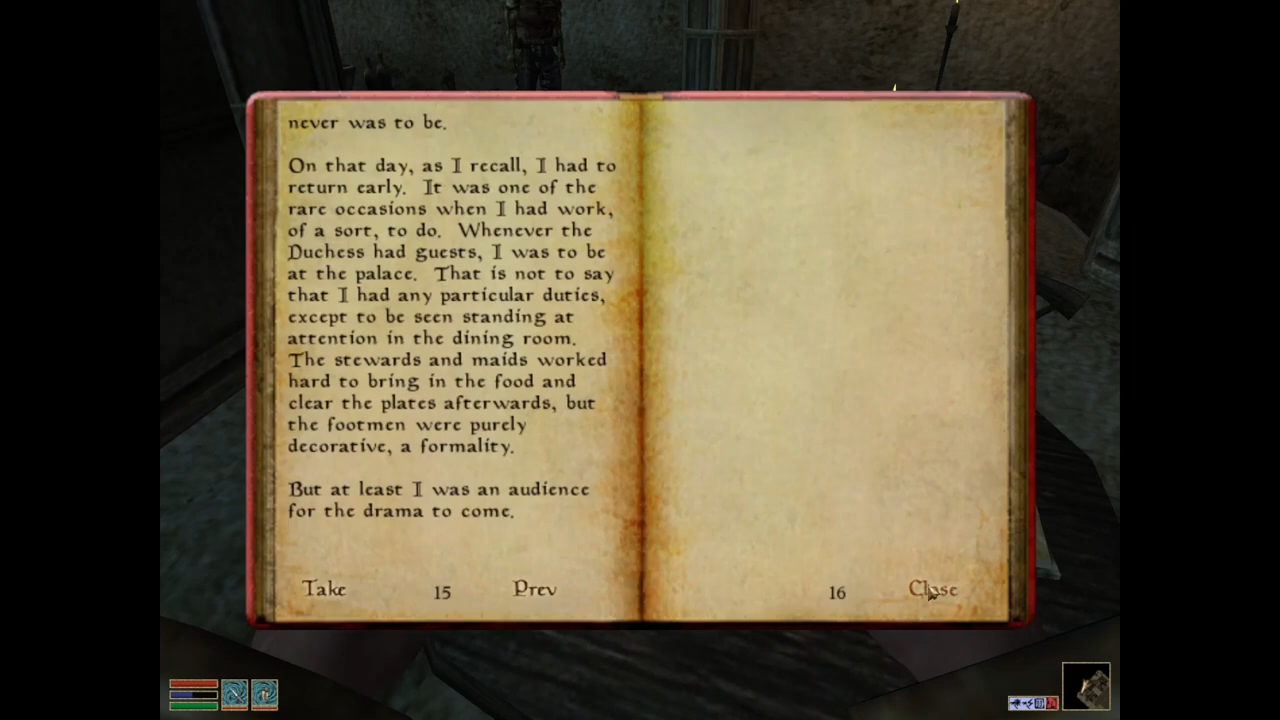 never was to be.
On that day, as I recall, I had to
return early. It was one of the
rare occasions when I had work,
of a sort, to do. Whenever the
Duchess had guests, I was to be
at the palace. That is not to say
that I had any particular duties,
except to be seen standing at
attention in the dining room.
The stewards and maids worked
hard to bring in the food and
clear the plates afterwards, but
the footmen were purely
decorative, a formality.
But at least I was an audience
for the drama to come.
Take 15 Prev 16 Close